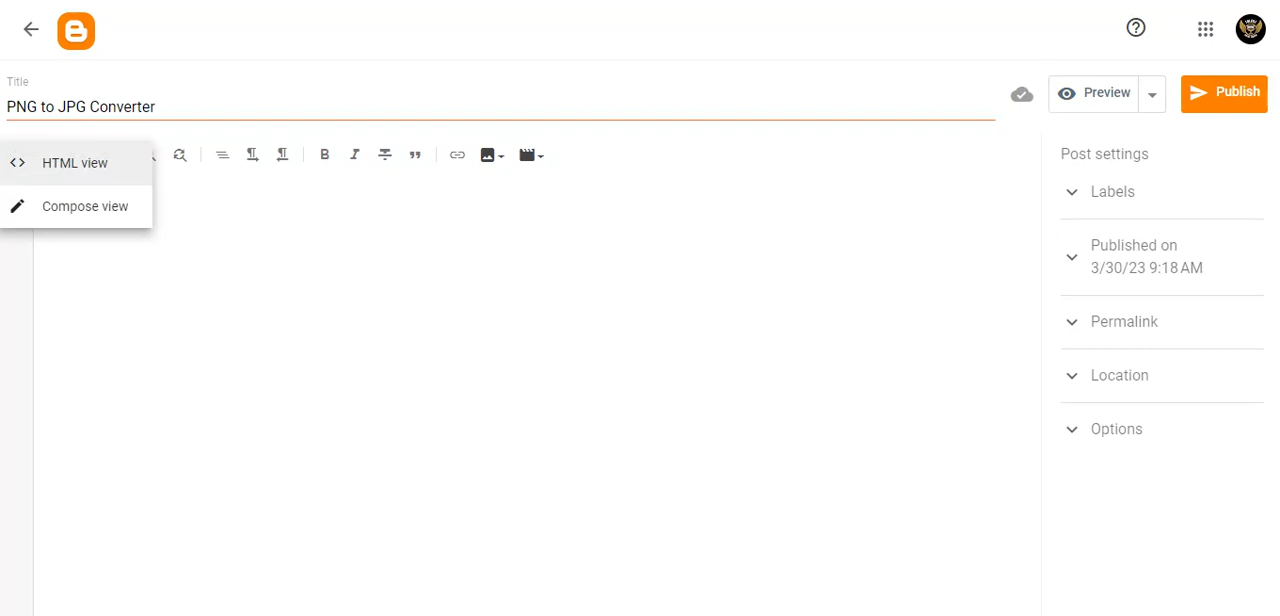 Title
PNG to JPG Converter
Preview
Publish
HTML view
Compose view
Post settings
Labels
Published on
3/30/23 9:18 AM
Permalink
Location
Options